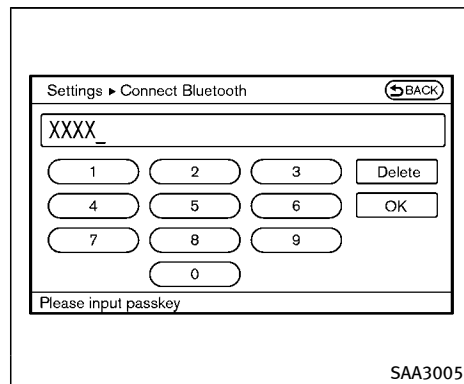 Settings ▸ Connect Bluetooth BACK
XXXX_
1 2 3 Delete
4 5 6 OK
7 8 9
0
Please input passkey
SAA3005